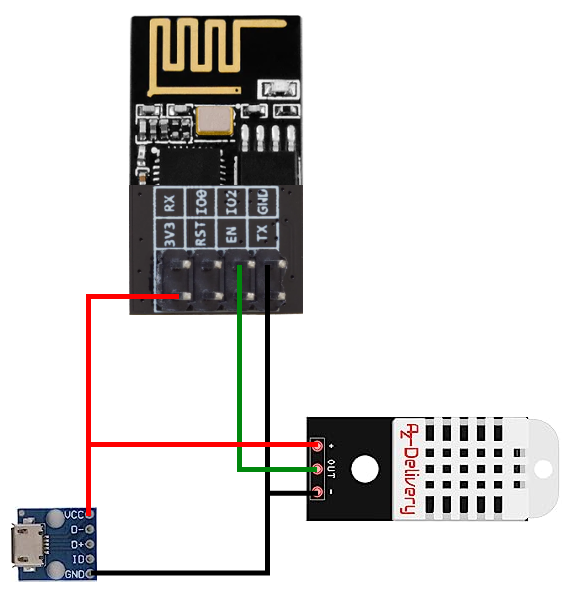 RX IO0 IO2 GND
3V3 RST EN TX
+
OUT
-
AZ-Delivery
VCC
D-
D+
ID
GND